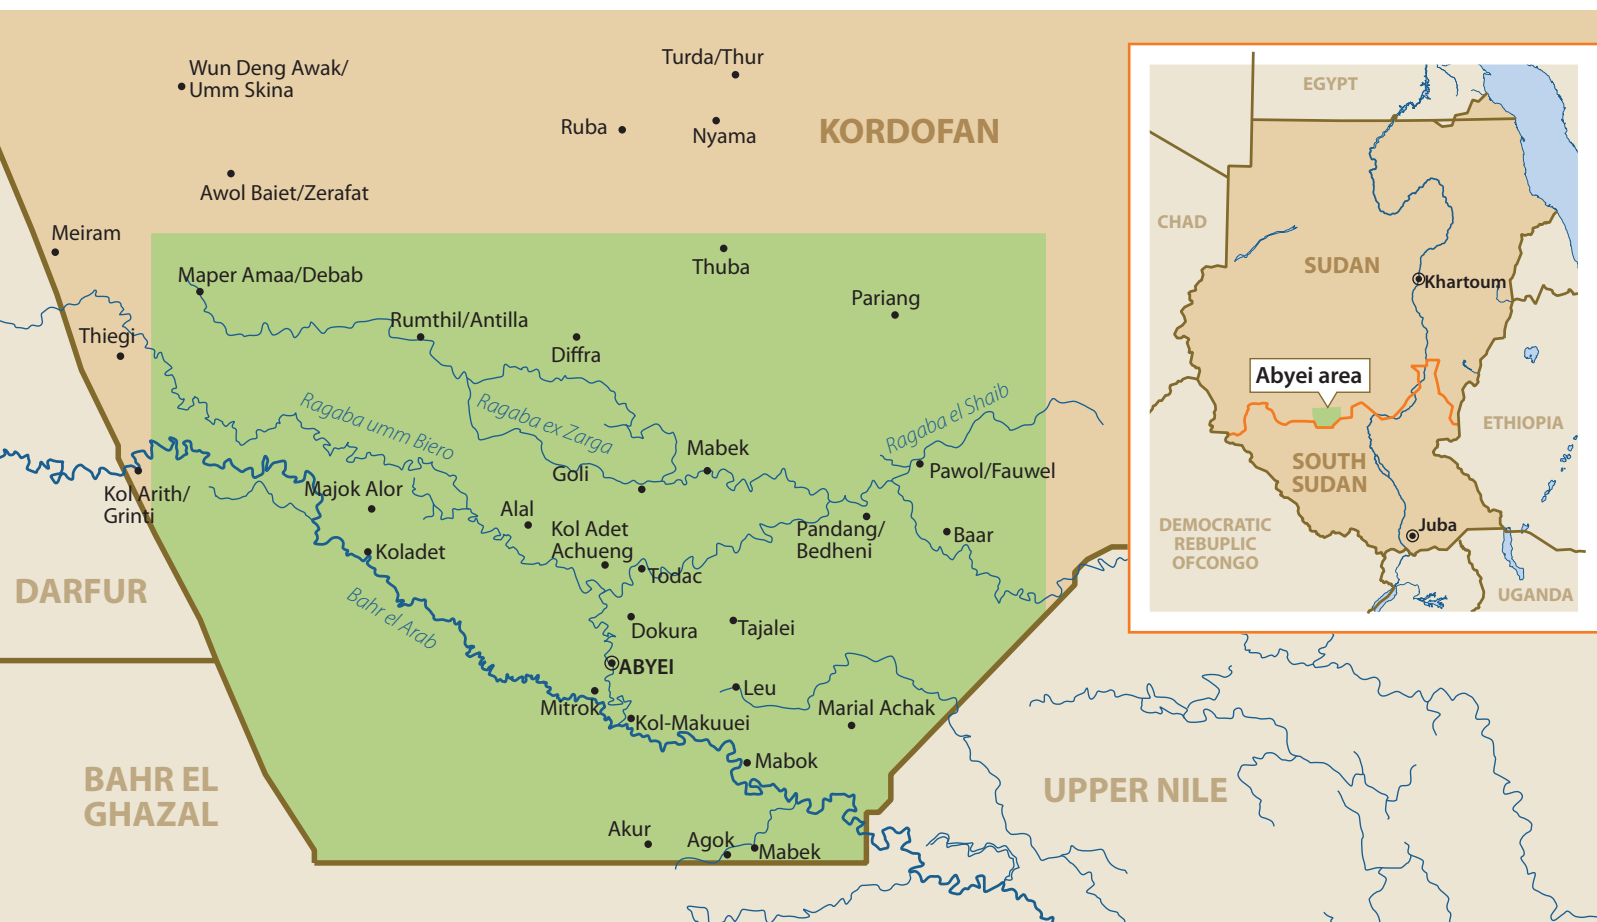 Wun Deng Awak/
Umm Skina
Turda/Thur
Ruba
Nyama
KORDOFAN
Awol Baiet/Zerafat
Meiram
Thuba
Maper Amaa/Debab
Pariang
Rumthil/Antilla
Thiegi
Diffra
Ragaba umm Biero
Ragaba ex Zarga
Ragaba el Shaib
Mabek
Goli
Pawol/Fauwel
Kol Arith/
Grinti
Majok Alor
Alal
Kol Adet
Achueng
Pandang/
Bedheni
Baar
Koladet
Todac
DARFUR
Bahr el Arab
Dokura
Tajalei
ABYEI
Leu
Mitrok
Kol-Makuuei
Marial Achak
Mabok
BAHR EL
GHAZAL
UPPER NILE
Akur
Agok
Mabek
EGYPT
CHAD
SUDAN
Khartoum
Abyei area
ETHIOPIA
SOUTH
SUDAN
DEMOCRATIC
REBUPLIC
OFCONGO
Juba
UGANDA